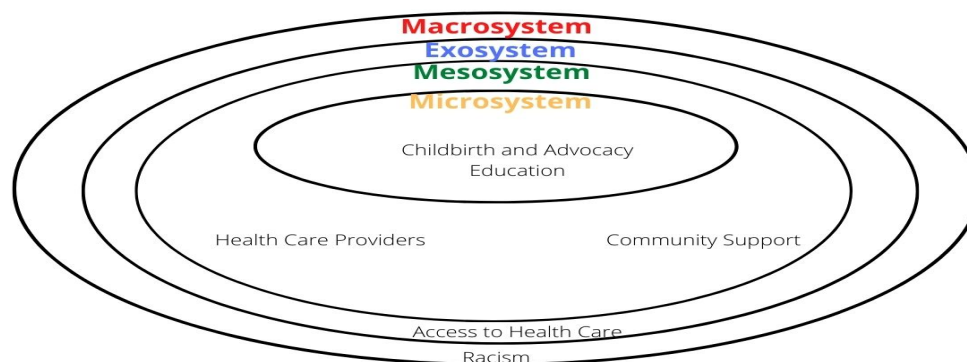 Macrosystem
Exosystem
Mesosystem
Microsystem
Childbirth and Advocacy
Education
Health Care Providers
Community Support
Access to Health Care
Racism